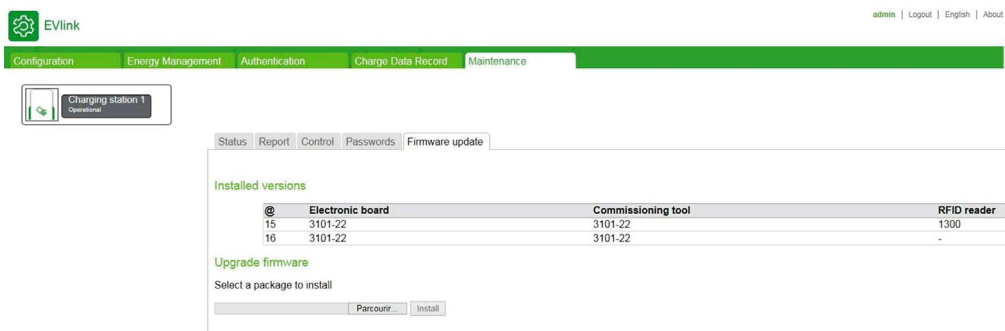 EVlink
admin | Logout | English | About
Configuration Energy Management Authentication Charge Data Record Maintenance
Charging station 1
Operational
Status Report Control Passwords Firmware update
Installed versions
@ Electronic board Commissioning tool RFID reader
15 3101-22 3101-22 1300
16 3101-22 3101-22 -
Upgrade firmware
Select a package to install
Parcourir... Install